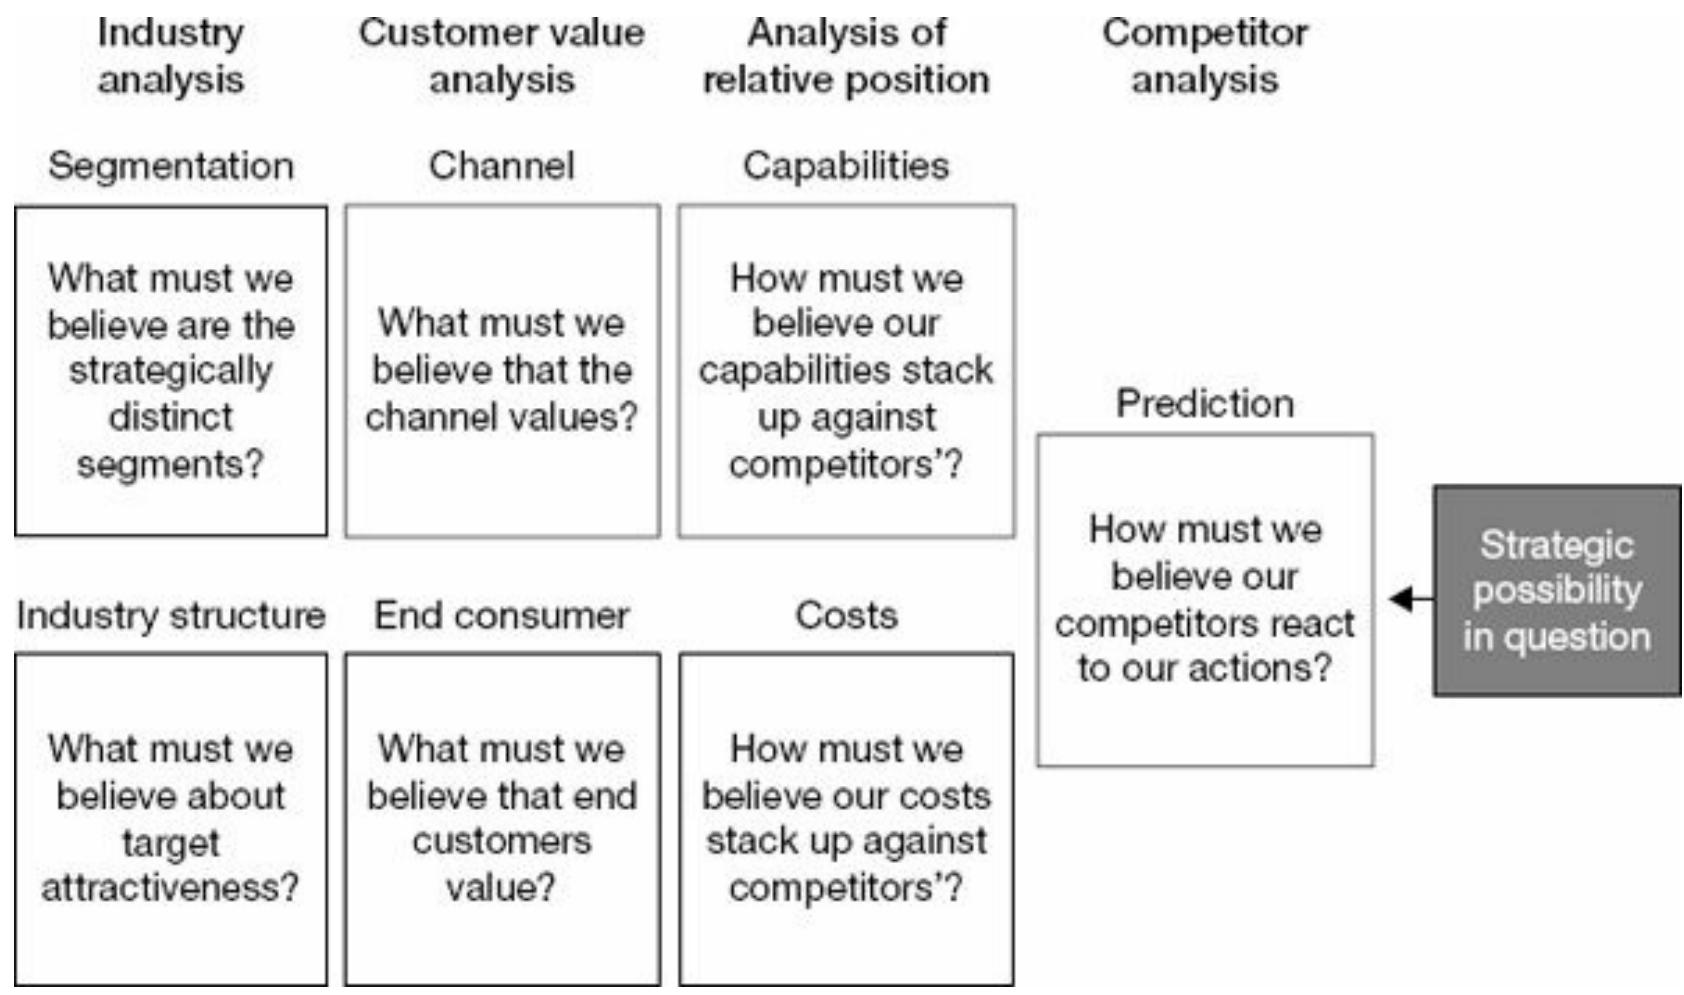 Industry
analysis
Customer value
analysis
Analysis of
relative position
Competitor
analysis
Segmentation
What must we
believe are the
strategically
distinct
segments?
Channel
What must we
believe that the
channel values?
Capabilities
How must we
believe our
capabilities stack
up against
competitors’?
Prediction
How must we
believe our
competitors react
to our actions?
Strategic
possibility
in question
Industry structure
What must we
believe about
target
attractiveness?
End consumer
What must we
believe that end
customers
value?
Costs
How must we
believe our costs
stack up against
competitors’?